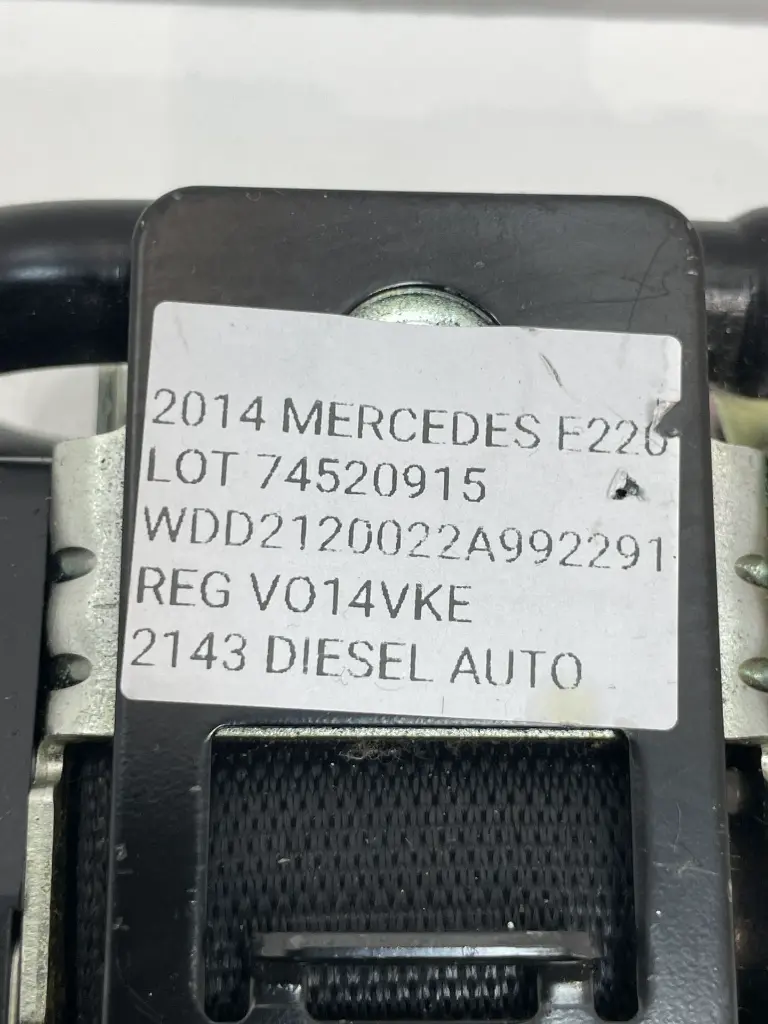 2014 MERCEDES E220
LOT 74520915
WDD2120022A992291
REG VO14VKE
2143 DIESEL AUTO